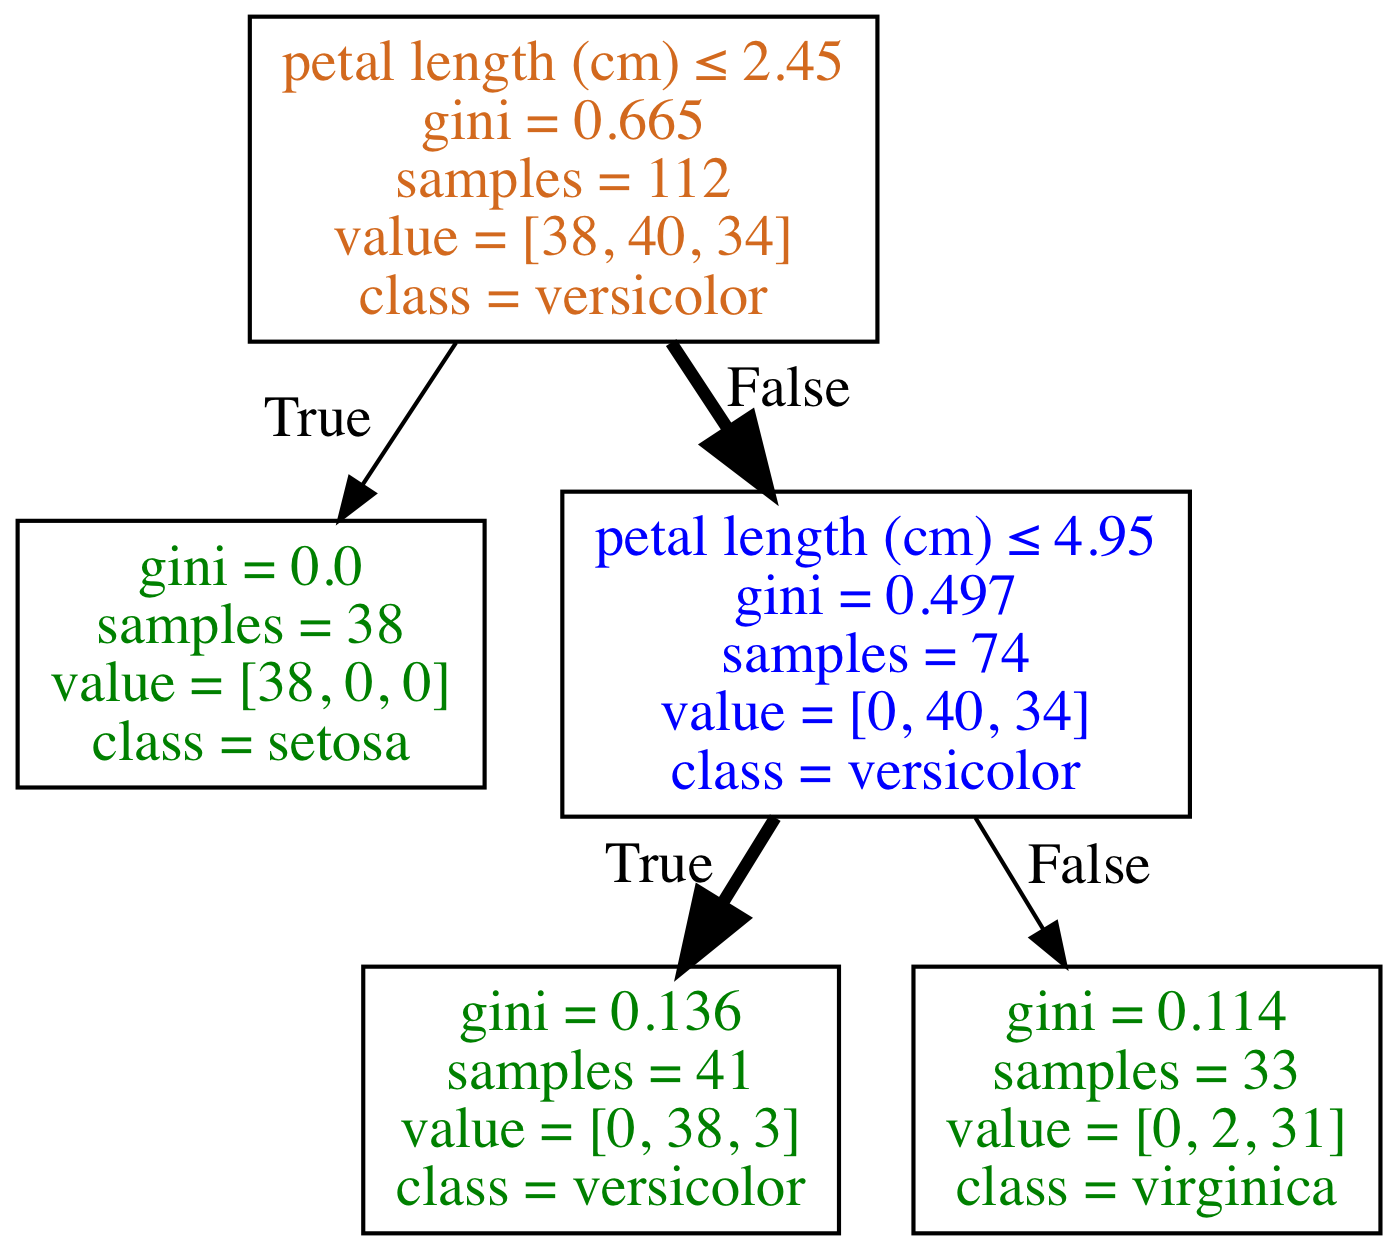 petal length (cm) ≤ 2.45
gini = 0.665
samples = 112
value = [38, 40, 34]
class = versicolor
True
False
gini = 0.0
samples = 38
value = [38, 0, 0]
class = setosa
petal length (cm) ≤ 4.95
gini = 0.497
samples = 74
value = [0, 40, 34]
class = versicolor
True
False
gini = 0.136
samples = 41
value = [0, 38, 3]
class = versicolor
gini = 0.114
samples = 33
value = [0, 2, 31]
class = virginica